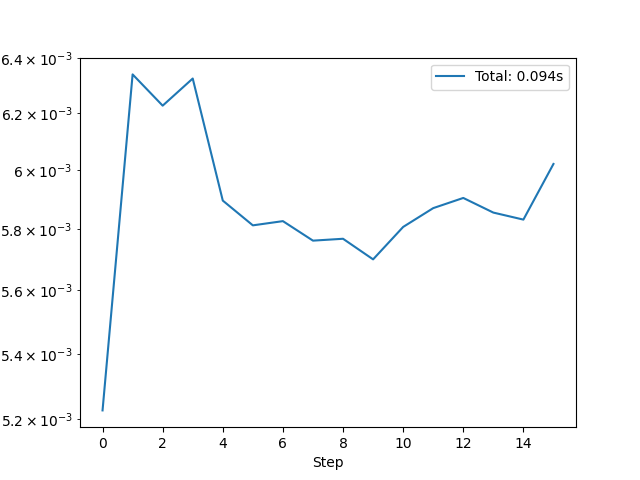 6.4 × 10⁻³
6.2 × 10⁻³
6 × 10⁻³
5.8 × 10⁻³
5.6 × 10⁻³
5.4 × 10⁻³
5.2 × 10⁻³
Total: 0.094s
0 2 4 6 8 10 12 14
Step